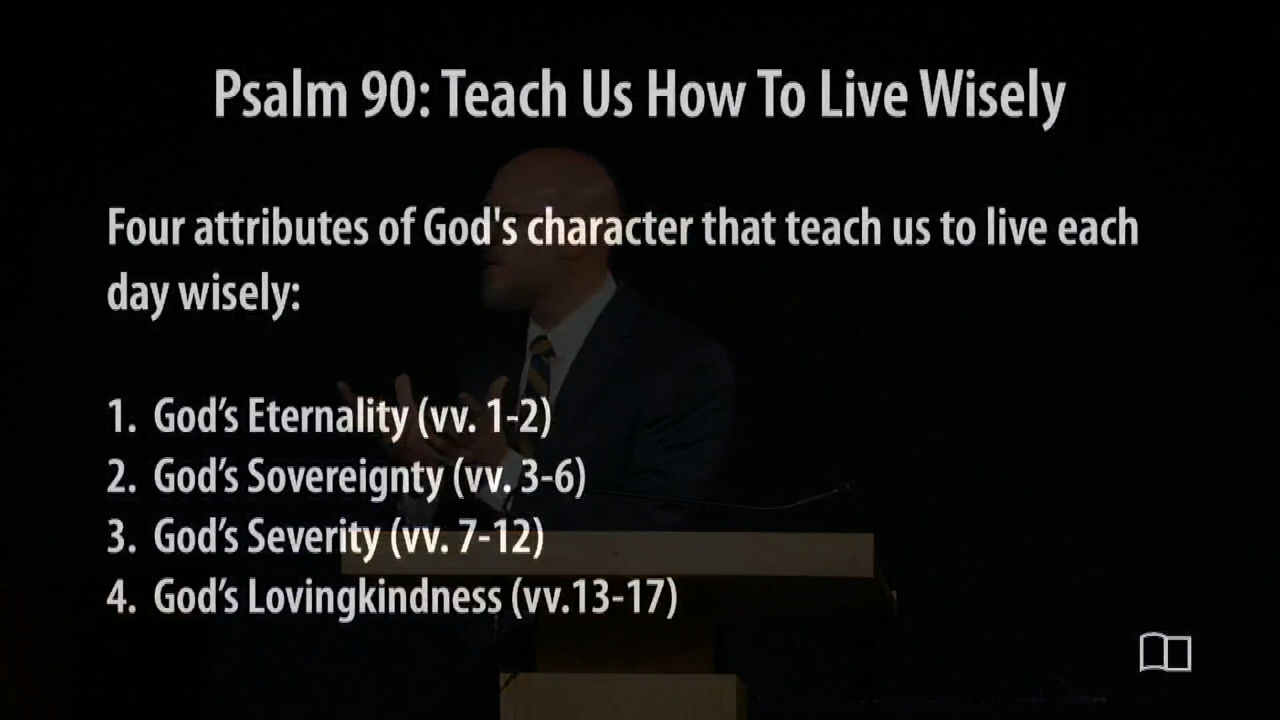 Psalm 90: Teach Us How To Live Wisely
Four attributes of God's character that teach us to live each
day wisely:
1. God’s Eternality (vv. 1-2)
2. God’s Sovereignty (vv. 3-6)
3. God’s Severity (vv. 7-12)
4. God’s Lovingkindness (vv.13-17)